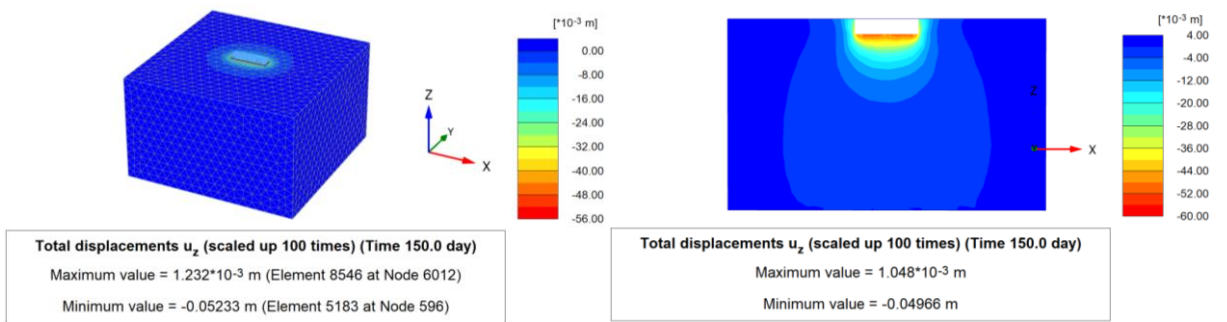 [*10-3 m]
0.00
-8.00
-16.00
-24.00
-32.00
-40.00
-48.00
-56.00
Z
Y
X
Total displacements uz (scaled up 100 times) (Time 150.0 day)
Maximum value = 1.232*10-3 m (Element 8546 at Node 6012)
Minimum value = -0.05233 m (Element 5183 at Node 596)
[*10-3 m]
4.00
-4.00
-12.00
-20.00
-28.00
-36.00
-44.00
-52.00
-60.00
Z
X
Total displacements uz (scaled up 100 times) (Time 150.0 day)
Maximum value = 1.048*10-3 m
Minimum value = -0.04966 m